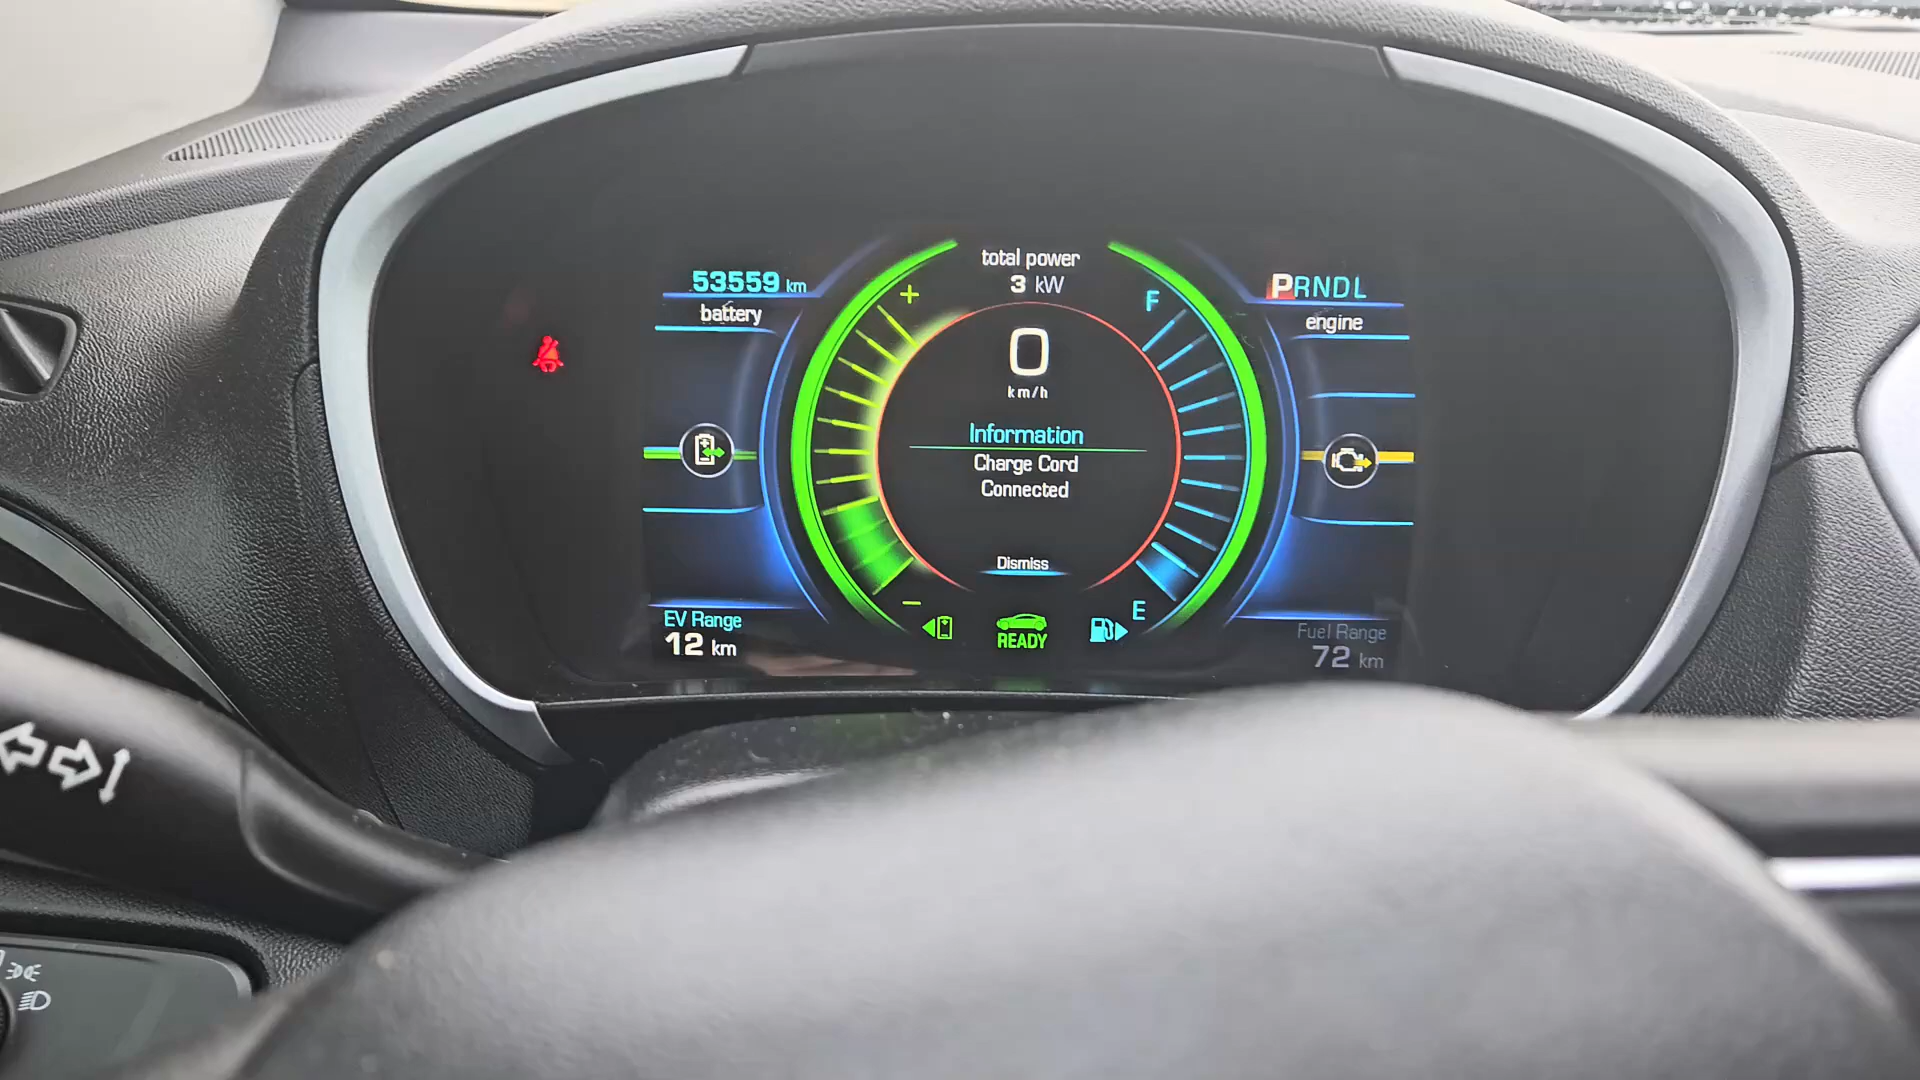 total power
3 kW
53559 km
battery
PRNDL
engine
+
F
0
km/h
Information
Charge Cord
Connected
Dismiss
−
E
EV Range
12 km
READY
Fuel Range
72 km